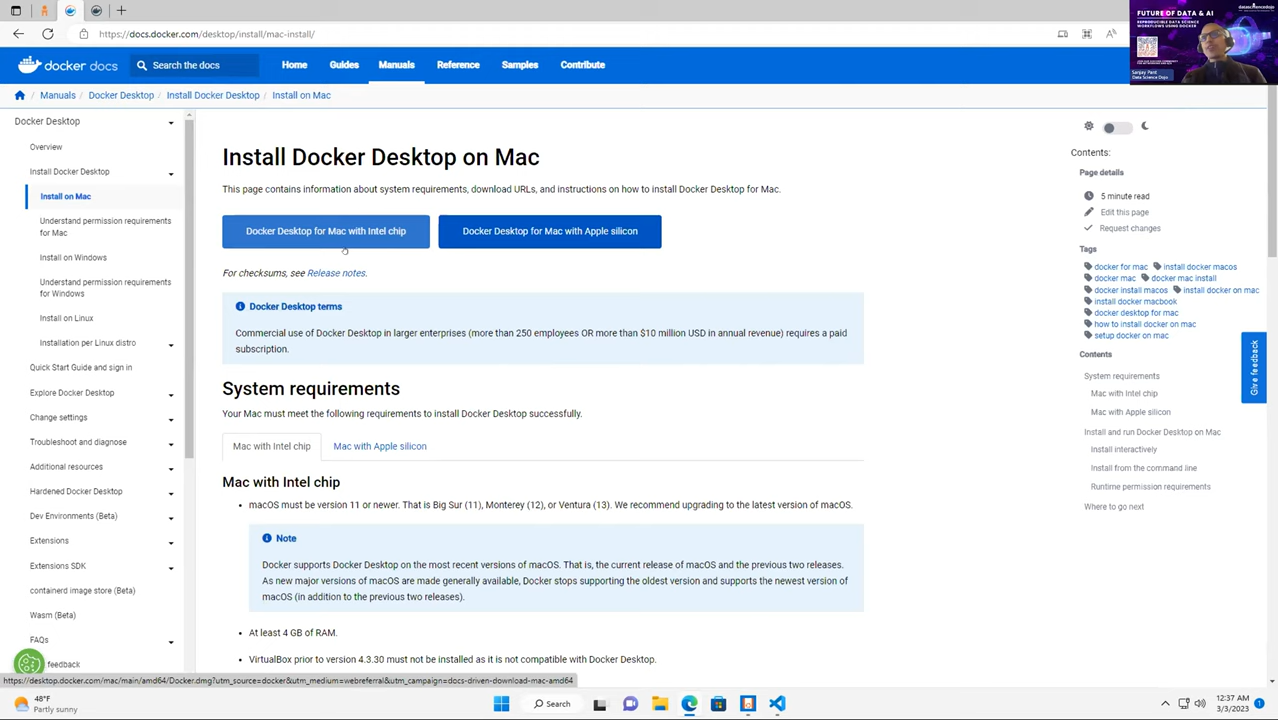 https://docs.docker.com/desktop/install/mac-install/
FUTURE OF DATA & AI
REPRODUCIBLE DATA SCIENCE
WORKFLOWS USING DOCKER
datasciencedojo
Sanjay Pant
Data Science Dojo
docker docs
Search the docs
Home
Guides
Manuals
Reference
Samples
Contribute
Manuals / Docker Desktop / Install Docker Desktop / Install on Mac
Docker Desktop
Overview
Install Docker Desktop
Install on Mac
Understand permission requirements
for Mac
Install on Windows
Understand permission requirements
for Windows
Install on Linux
Installation per Linux distro
Quick Start Guide and sign in
Explore Docker Desktop
Change settings
Troubleshoot and diagnose
Additional resources
Hardened Docker Desktop
Dev Environments (Beta)
Extensions
Extensions SDK
containerd image store (Beta)
Wasm (Beta)
FAQs
feedback
Install Docker Desktop on Mac
This page contains information about system requirements, download URLs, and instructions on how to install Docker Desktop for Mac.
Docker Desktop for Mac with Intel chip
Docker Desktop for Mac with Apple silicon
For checksums, see Release notes.
Docker Desktop terms
Commercial use of Docker Desktop in larger enterprises (more than 250 employees OR more than $10 million USD in annual revenue) requires a paid
subscription.
System requirements
Your Mac must meet the following requirements to install Docker Desktop successfully.
Mac with Intel chip
Mac with Apple silicon
Mac with Intel chip
• macOS must be version 11 or newer. That is Big Sur (11), Monterey (12), or Ventura (13). We recommend upgrading to the latest version of macOS.
Note
Docker supports Docker Desktop on the most recent versions of macOS. That is, the current release of macOS and the previous two releases.
As new major versions of macOS are made generally available, Docker stops supporting the oldest version and supports the newest version of
macOS (in addition to the previous two releases).
• At least 4 GB of RAM.
• VirtualBox prior to version 4.3.30 must not be installed as it is not compatible with Docker Desktop.
Contents:
Page details
5 minute read
Edit this page
Request changes
Tags
docker for mac install docker macos
docker mac docker mac install
docker install macos install docker on mac
install docker macbook
docker desktop for mac
how to install docker on mac
setup docker on mac
Contents
System requirements
Mac with Intel chip
Mac with Apple silicon
Install and run Docker Desktop on Mac
Install interactively
Install from the command line
Runtime permission requirements
Where to go next
Give feedback
https://desktop.docker.com/mac/main/amd64/Docker.dmg?utm_source=docker&utm_medium=webreferral&utm_campaign=docs-driven-download-mac-amd64
48°F
Partly sunny
Search
12:37 AM
3/3/2023
1